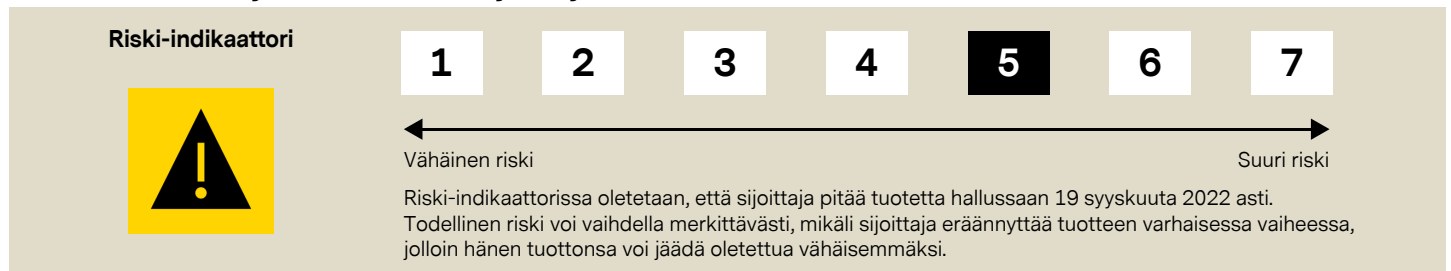 Riski-indikaattori
1 2 3 4 5 6 7
Vähäinen riski Suuri riski
Riski-indikaattorissa oletetaan, että sijoittaja pitää tuotetta hallussaan 19 syyskuuta 2022 asti.
Todellinen riski voi vaihdella merkittävästi, mikäli sijoittaja eräännyttää tuotteen varhaisessa vaiheessa,
jolloin hänen tuottonsa voi jäädä oletettua vähäisemmäksi.